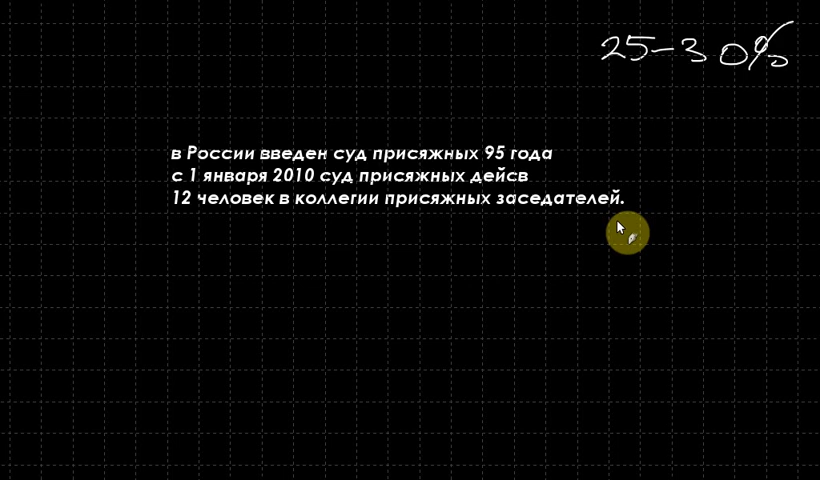 25-30%
в России введен суд присяжных 95 года
с 1 января 2010 суд присяжных дейсв
12 человек в коллегии присяжных заседателей.